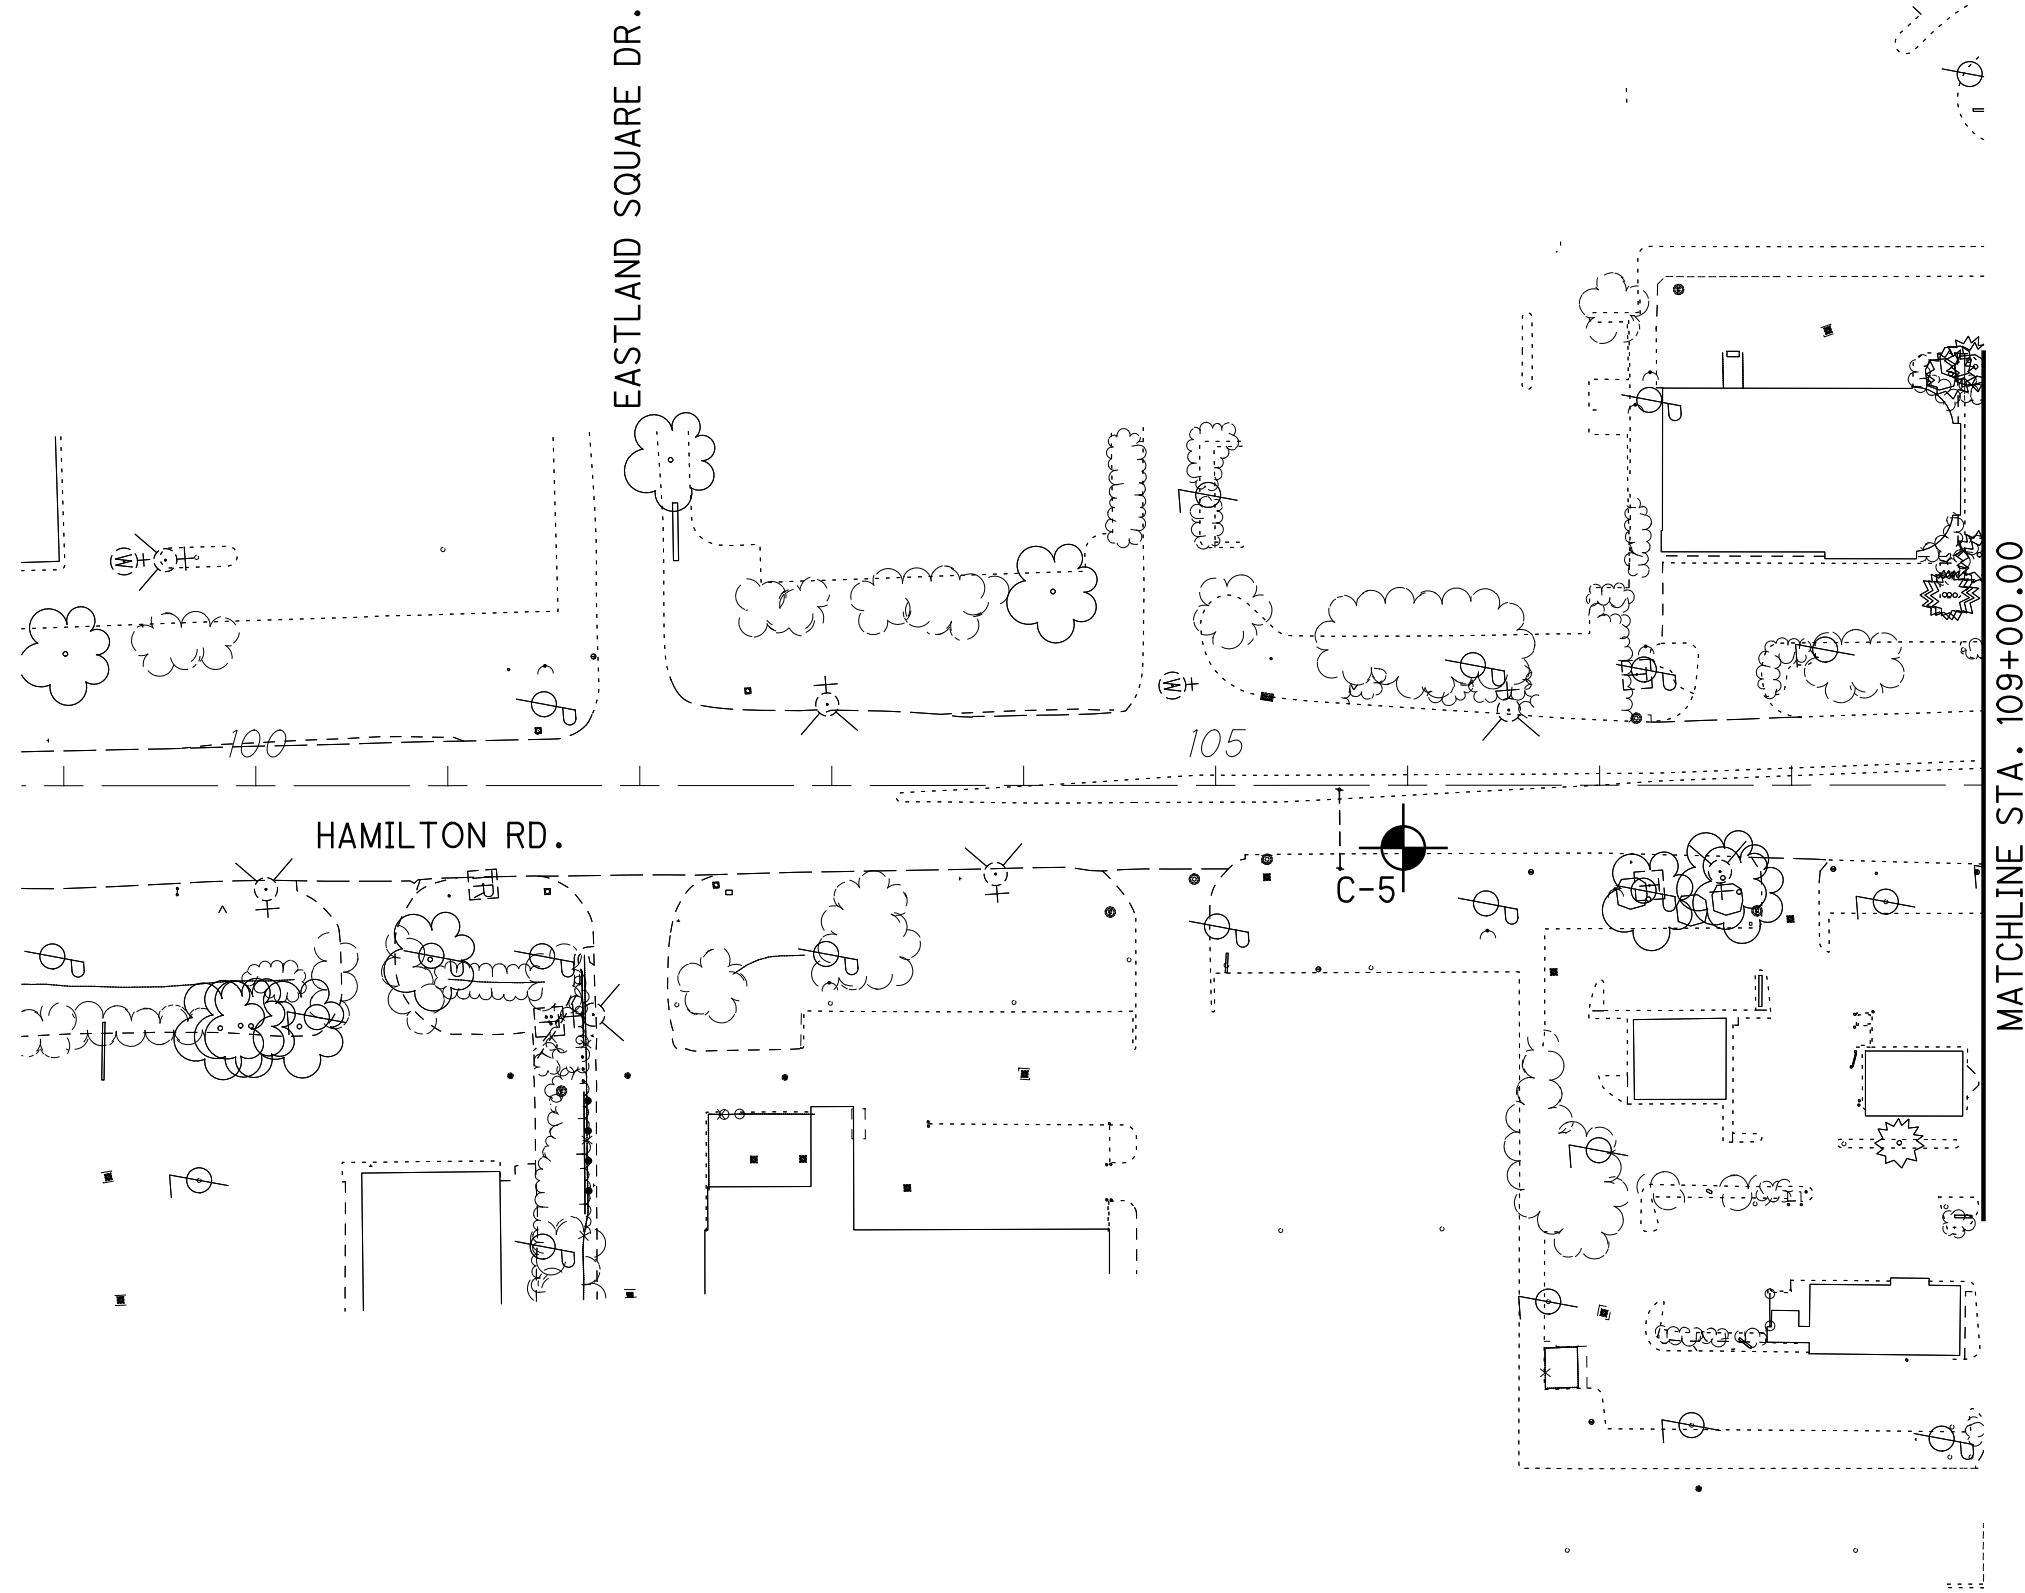 EASTLAND SQUARE DR.
100
105
HAMILTON RD.
C-5
MATCHLINE STA. 109+00.00